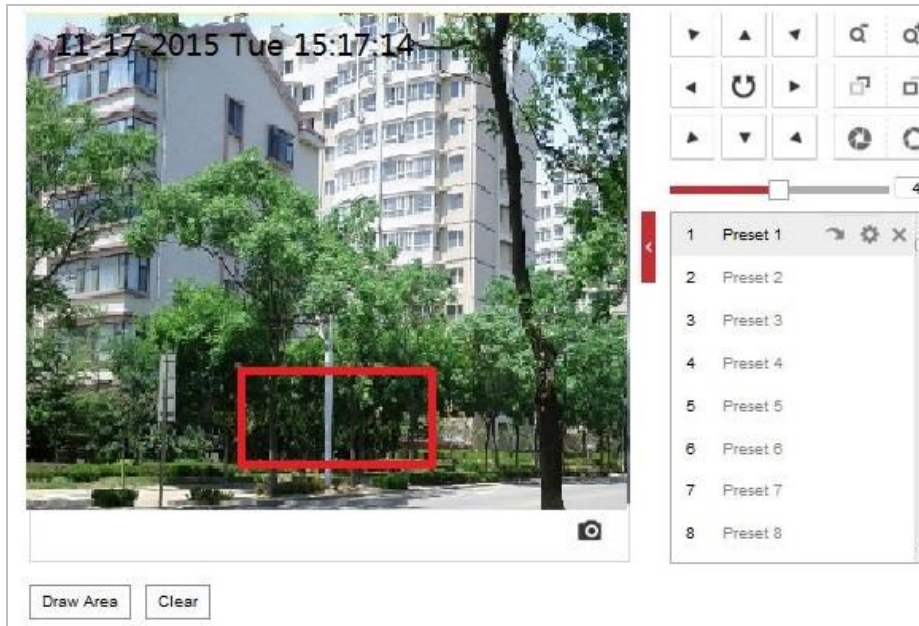 11-17-2015 Tue 15:17:14
4
1 Preset 1
2 Preset 2
3 Preset 3
4 Preset 4
5 Preset 5
6 Preset 6
7 Preset 7
8 Preset 8
Draw Area Clear